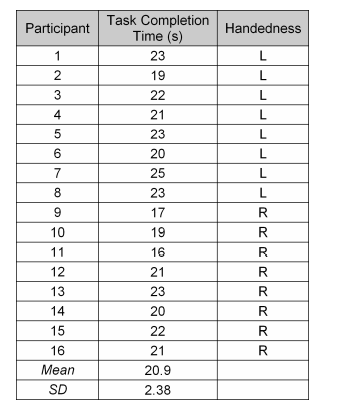 Participant Task Completion Time (s) Handedness
1 23 L
2 19 L
3 22 L
4 21 L
5 23 L
6 20 L
7 25 L
8 23 L
9 17 R
10 19 R
11 16 R
12 21 R
13 23 R
14 20 R
15 22 R
16 21 R
Mean 20.9
SD 2.38